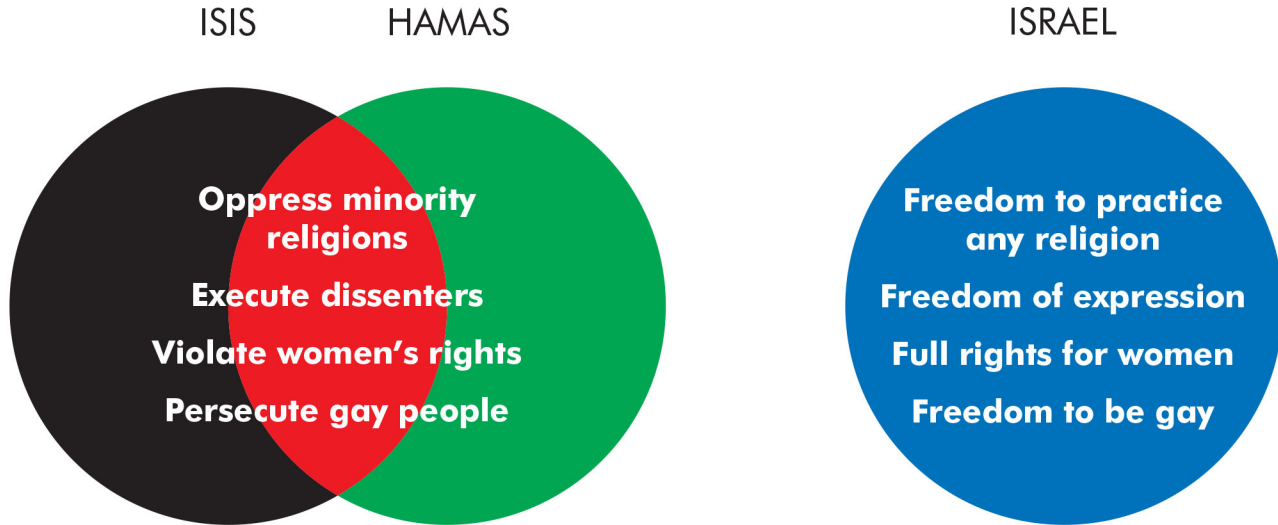 ISIS HAMAS ISRAEL
Oppress minority
religions
Execute dissenters
Violate women’s rights
Persecute gay people
Freedom to practice
any religion
Freedom of expression
Full rights for women
Freedom to be gay